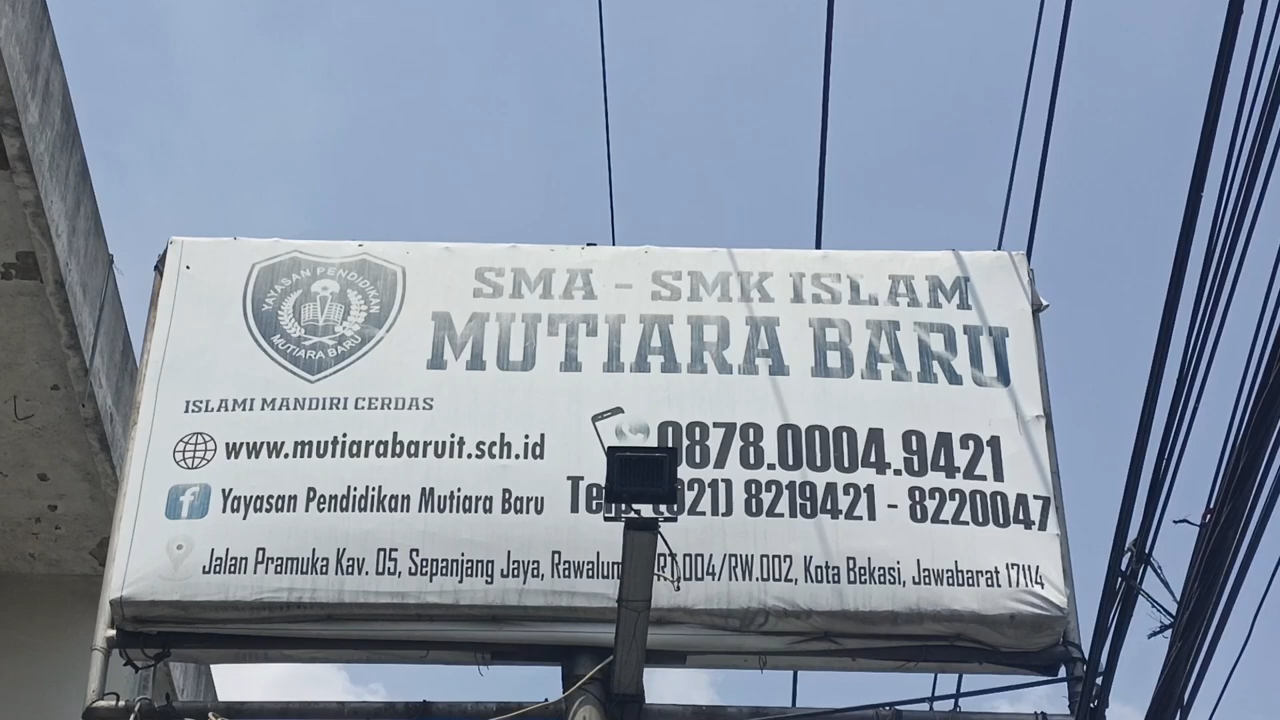 YAYASAN PENDIDIKAN
MUTIARA BARU
SMA - SMK ISLAM
MUTIARA BARU
ISLAMI MANDIRI CERDAS
www.mutiarabaruit.sch.id
0878.0004.9421
Yayasan Pendidikan Mutiara Baru
Telp. (021) 8219421 - 8220047
Jalan Pramuka Kav. 05, Sepanjang Jaya, RT.004/RW.002, Kota Bekasi, Jawabarat 17114